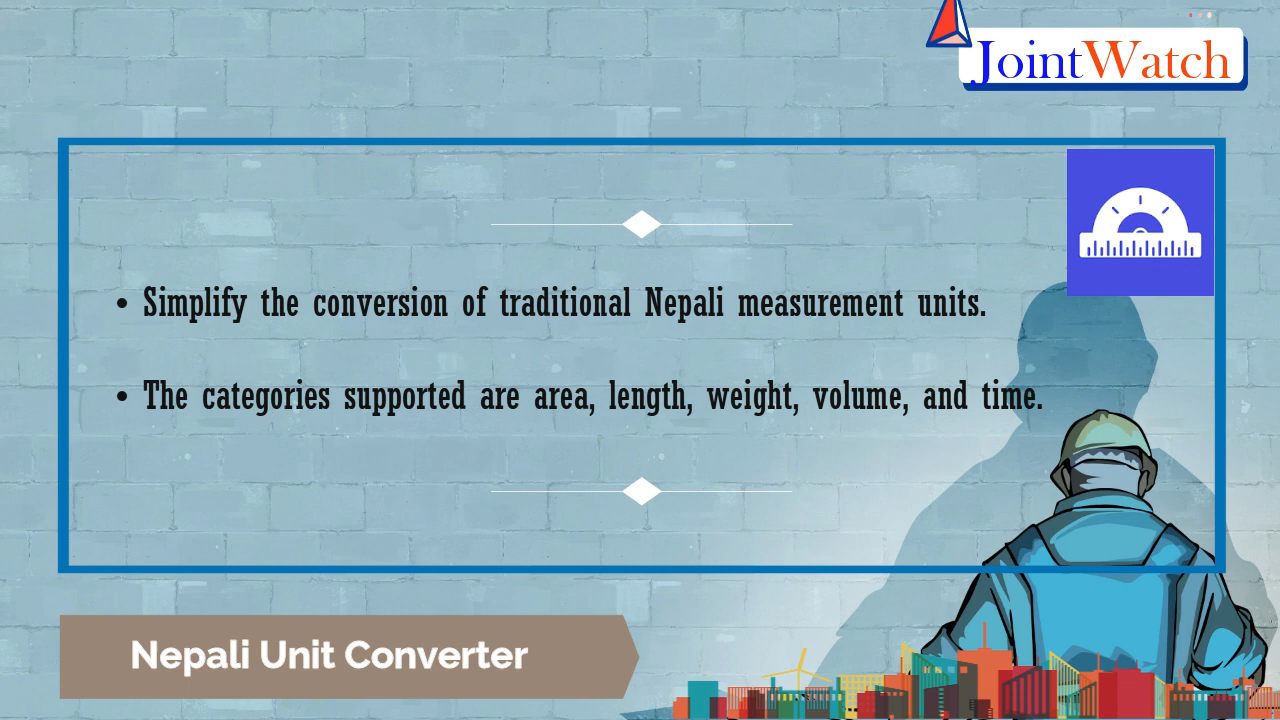 JointWatch
• Simplify the conversion of traditional Nepali measurement units.
• The categories supported are area, length, weight, volume, and time.
Nepali Unit Converter